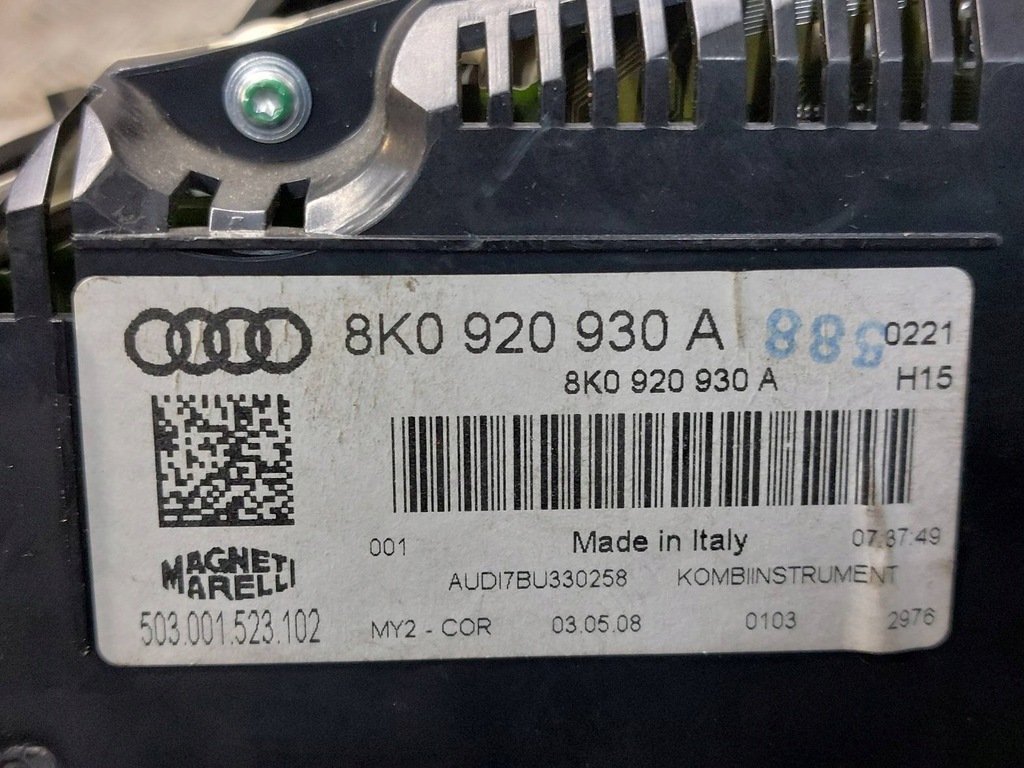 8K0 920 930 A 588 0221
8K0 920 930 A H15
001 Made in Italy 07:37:49
MAGNETI
MARELLI
AUDI7BU330258 KOMBIINSTRUMENT
503.001.523.102 MY2 - COR 03.05.08 0103 2976